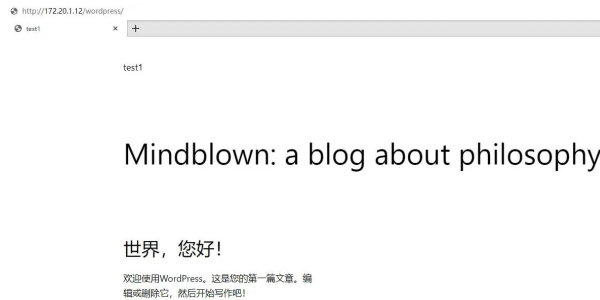 http://172.20.1.12/wordpress/
test1
test1
Mindblown: a blog about philosophy
世界，您好！
欢迎使用WordPress。这是您的第一篇文章。编
辑或删除它，然后开始写作吧！